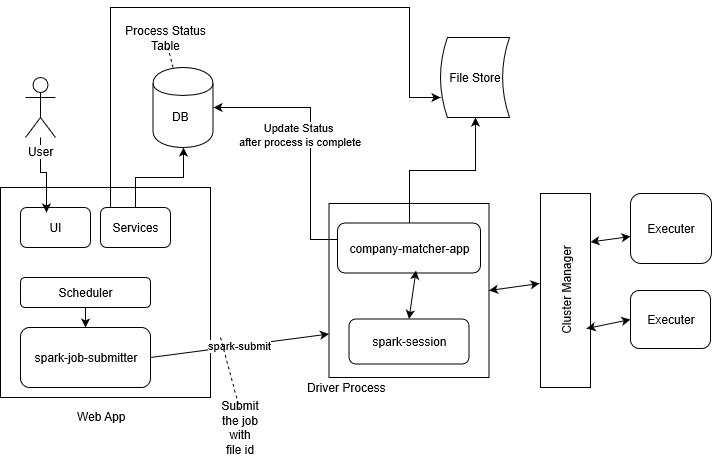 Process Status
Table
DB
File Store
User
Update Status
after process is complete
UI
Services
company-matcher-app
Executer
Cluster Manager
Scheduler
spark-job-submitter
spark-submit
spark-session
Executer
Driver Process
Web App
Submit
the job
with
file id